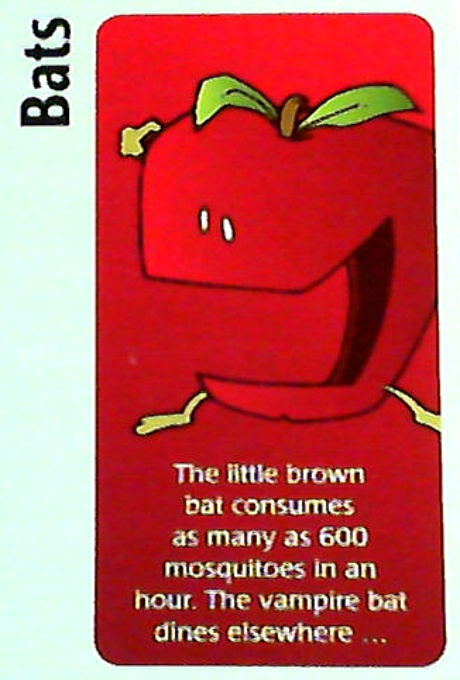 Bats
The little brown
bat consumes
as many as 600
mosquitoes in an
hour. The vampire bat
dines elsewhere ...